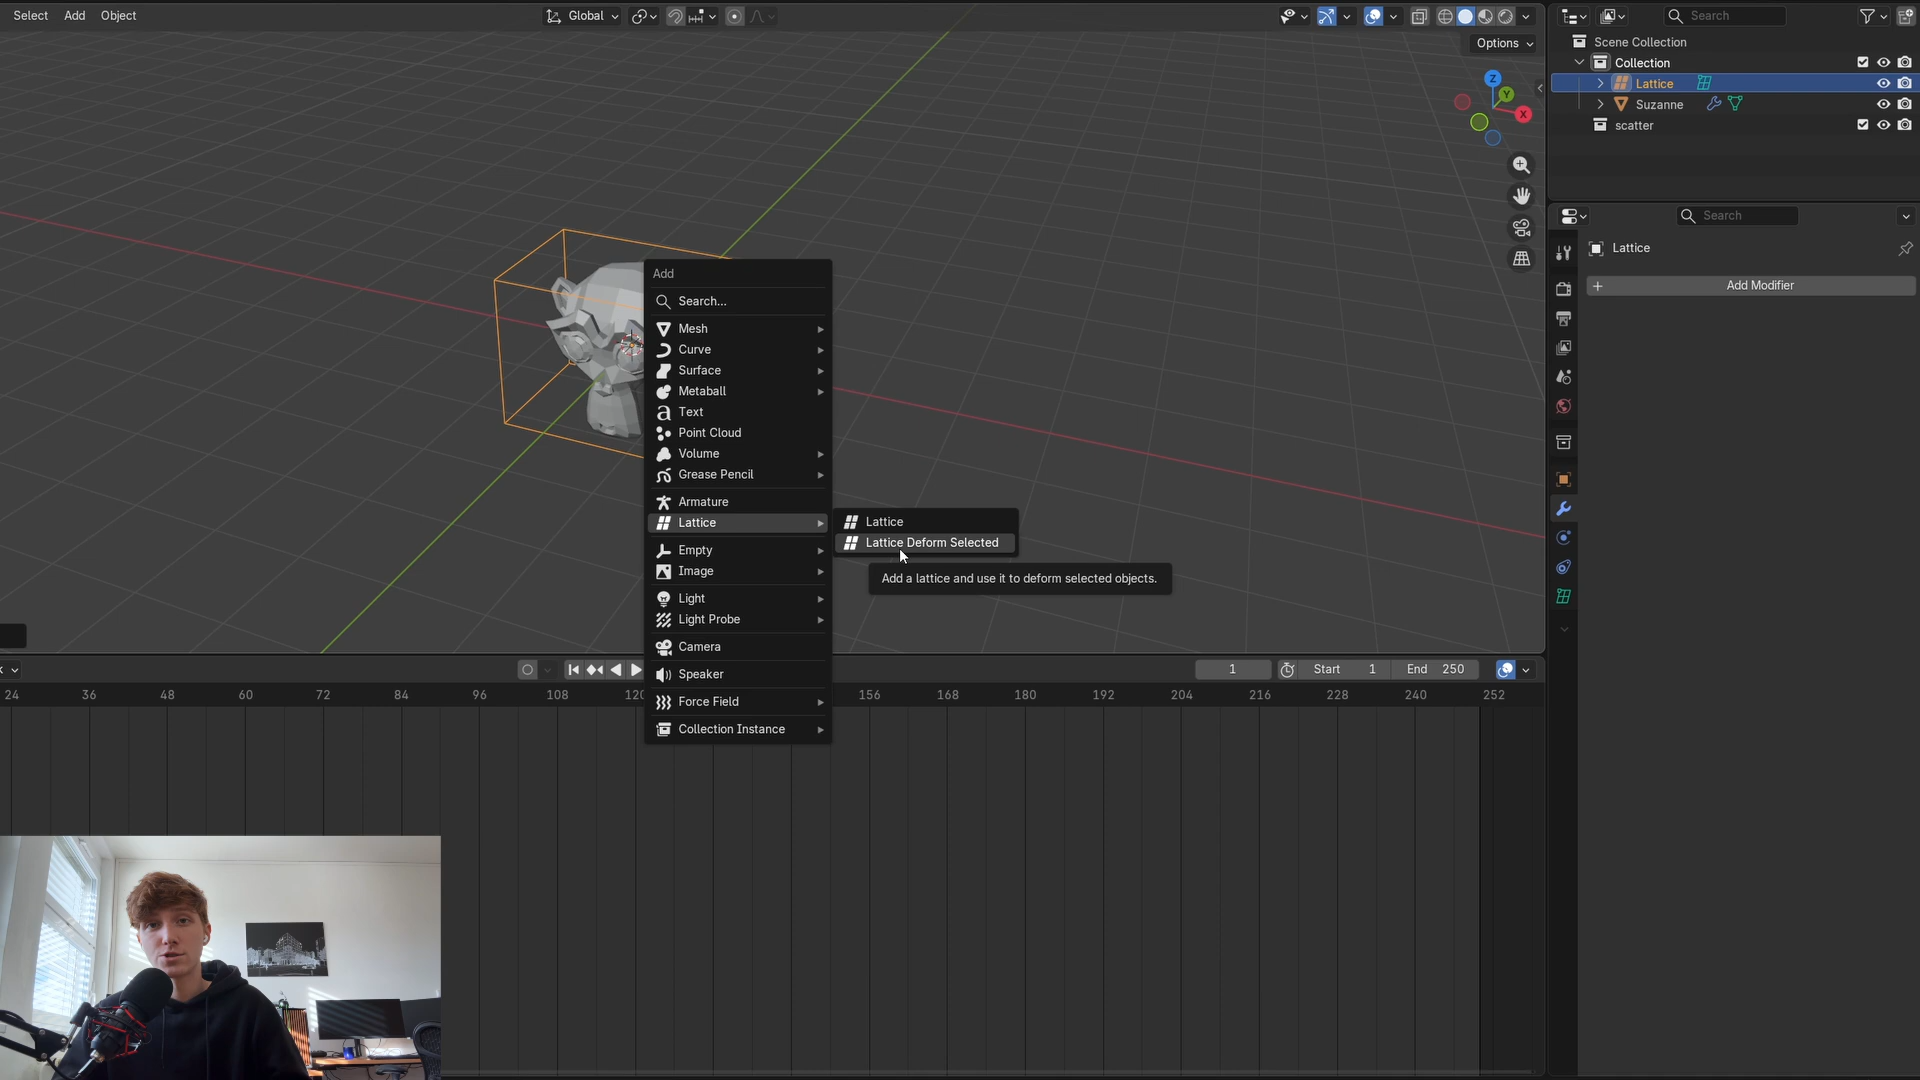 Select Add Object
Global
Options
Z
Y
X
Add
Search...
Mesh
Curve
Surface
Metaball
Text
Point Cloud
Volume
Grease Pencil
Armature
Lattice
Empty
Image
Light
Light Probe
Camera
Speaker
Force Field
Collection Instance
Lattice
Lattice Deform Selected
Add a lattice and use it to deform selected objects.
Search
Scene Collection
Collection
Lattice
Suzanne
scatter
Search
Lattice
Add Modifier
1 Start 1 End 250
24 36 48 60 72 84 96 108 120 156 168 180 192 204 216 228 240 252